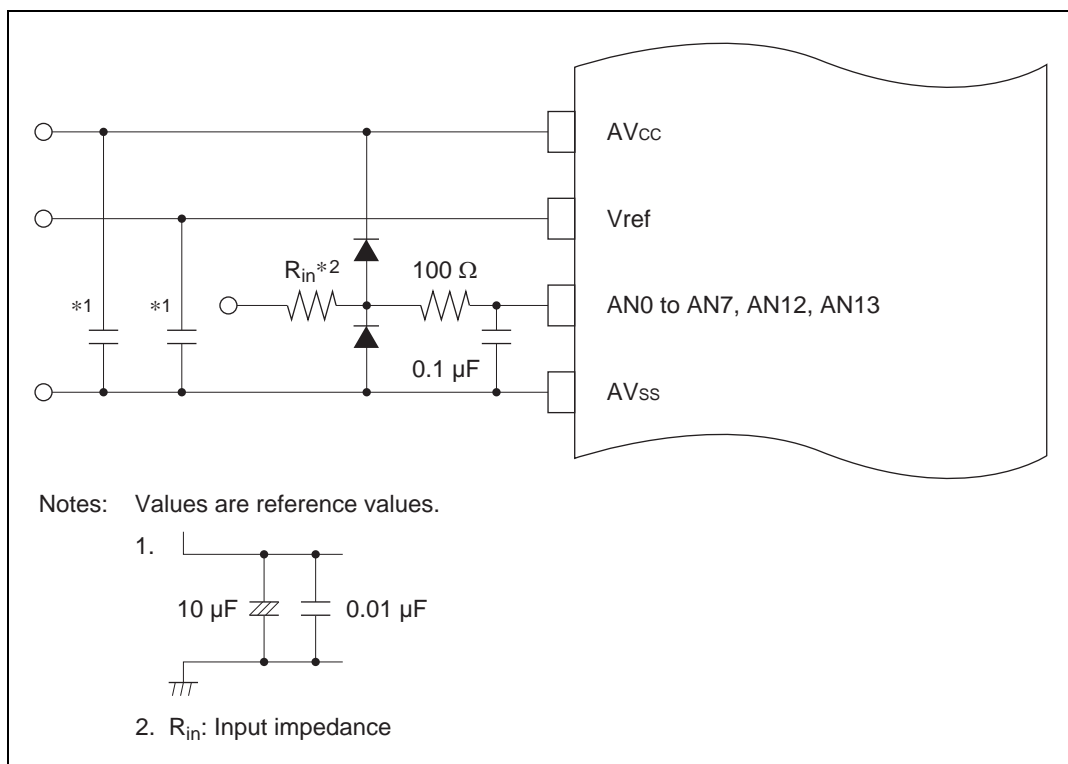 AVcc
Vref
Rin*2
100 Ω
*1
*1
AN0 to AN7, AN12, AN13
0.1 µF
AVss
Notes: Values are reference values.
1.
10 µF
0.01 µF
2. Rin: Input impedance